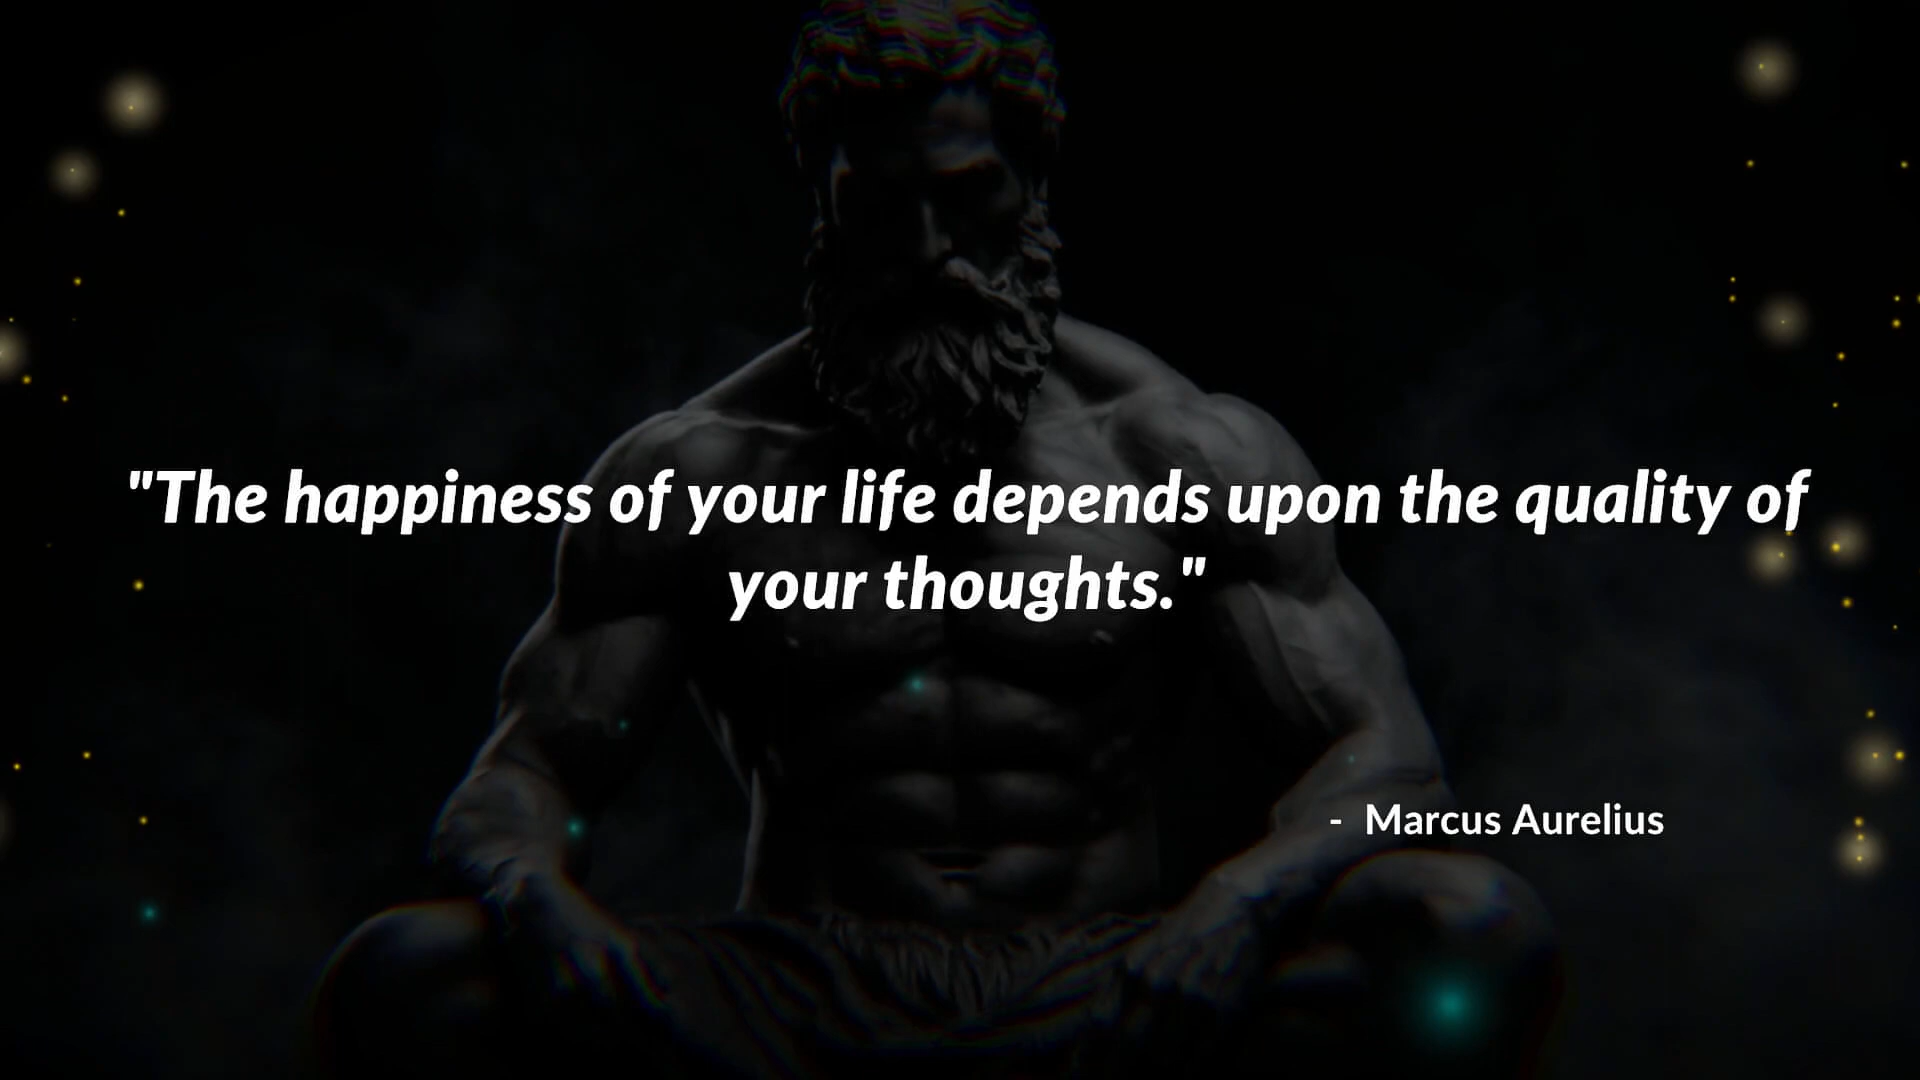 "The happiness of your life depends upon the quality of
your thoughts."
- Marcus Aurelius